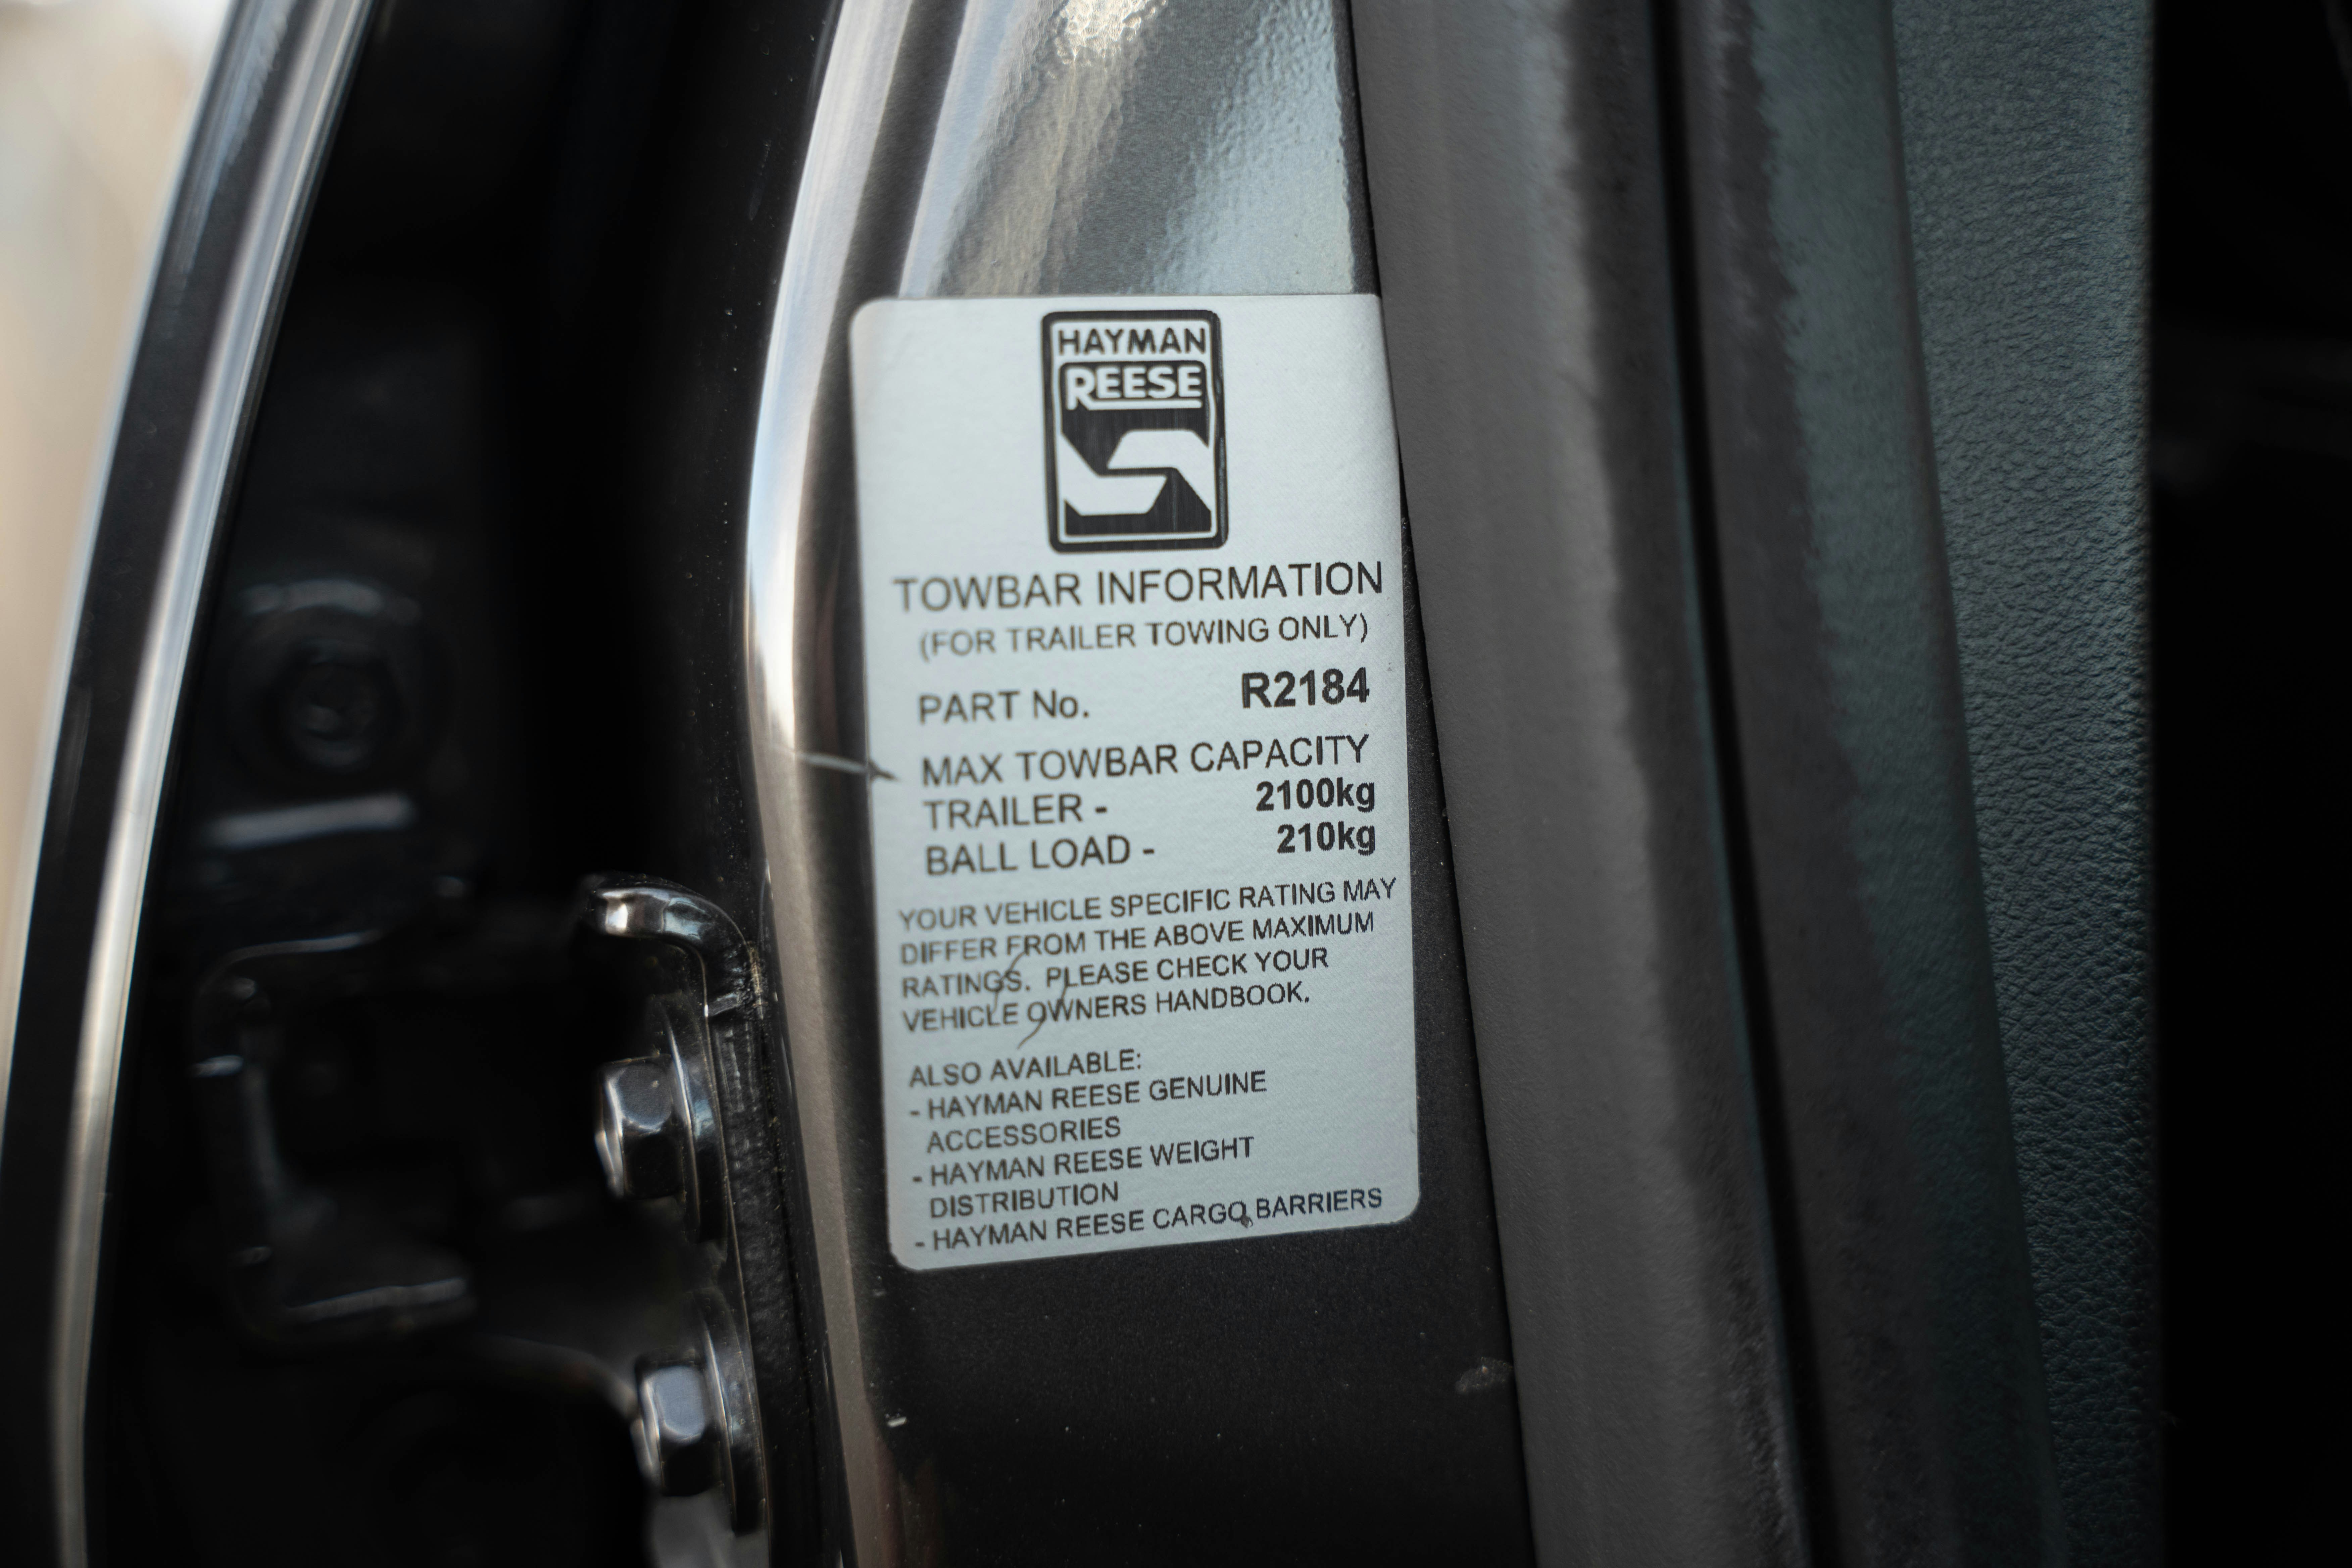 HAYMAN
REESE
TOWBAR INFORMATION
(FOR TRAILER TOWING ONLY)
PART No. R2184
MAX TOWBAR CAPACITY
TRAILER - 2100kg
BALL LOAD - 210kg
YOUR VEHICLE SPECIFIC RATING MAY
DIFFER FROM THE ABOVE MAXIMUM
RATINGS. PLEASE CHECK YOUR
VEHICLE OWNERS HANDBOOK.
ALSO AVAILABLE:
- HAYMAN REESE GENUINE
ACCESSORIES
- HAYMAN REESE WEIGHT
DISTRIBUTION
- HAYMAN REESE CARGO BARRIERS